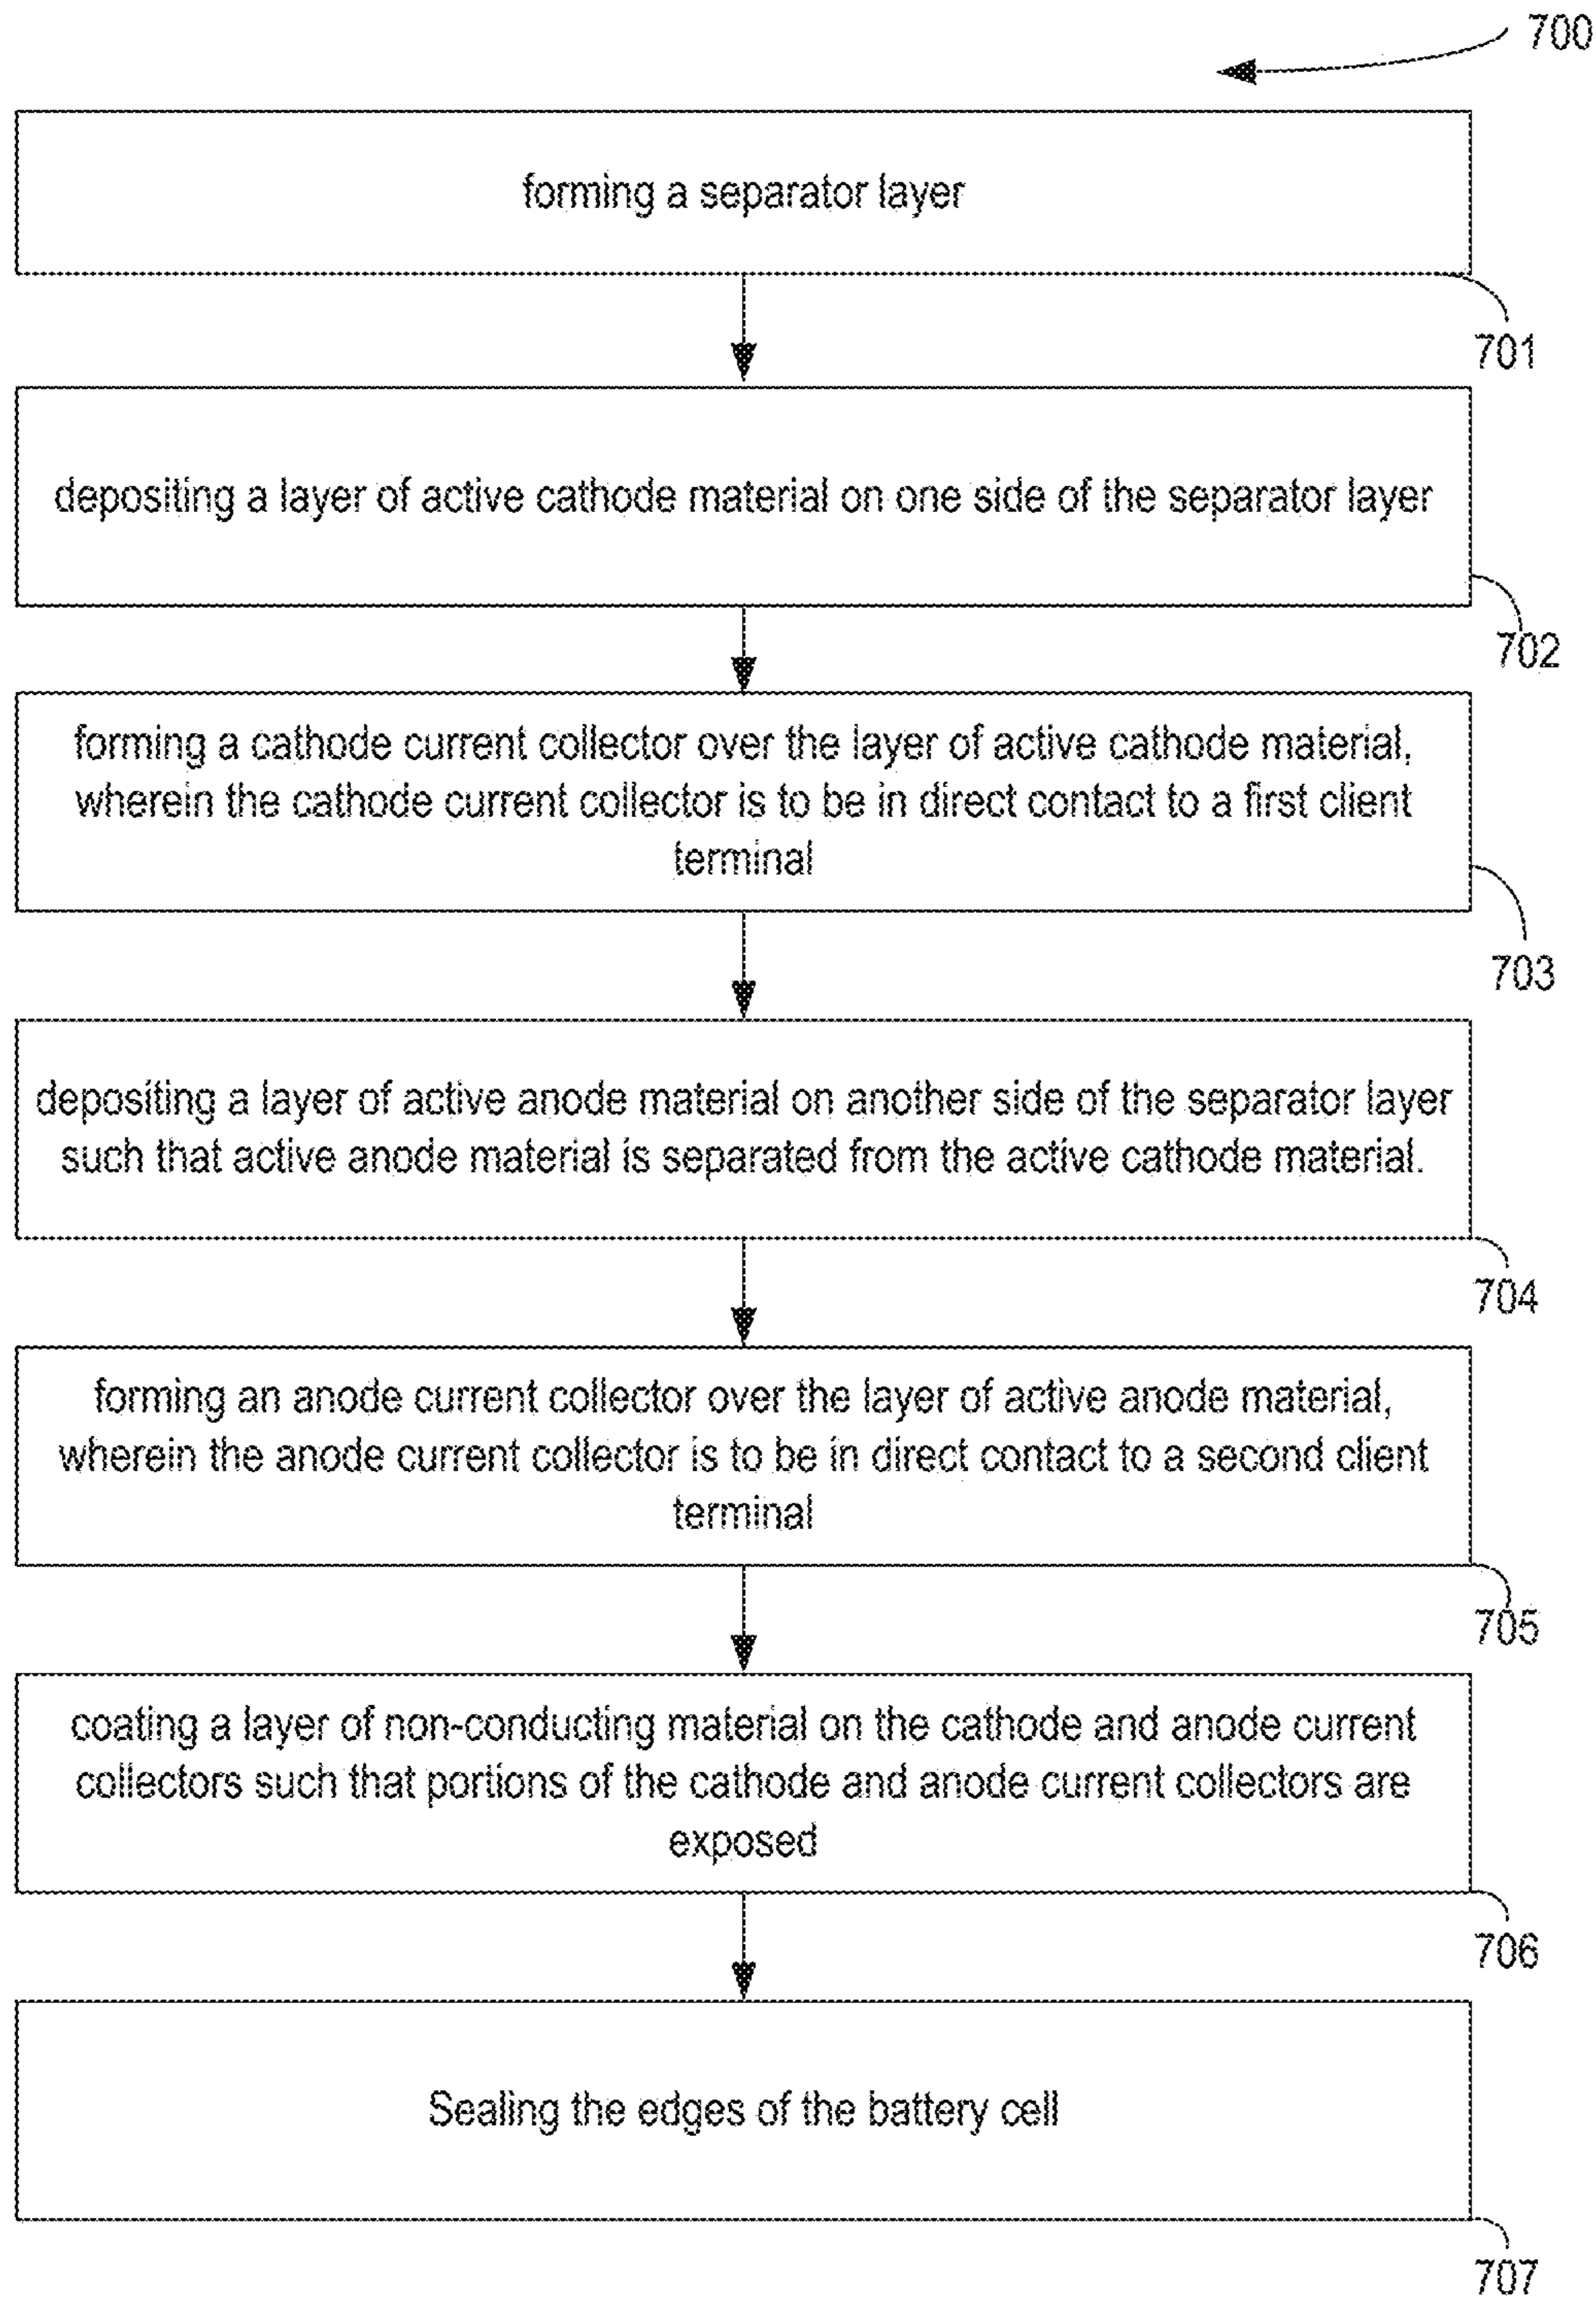 700
forming a separator layer
701
depositing a layer of active cathode material on one side of the separator layer
702
forming a cathode current collector over the layer of active cathode material,
wherein the cathode current collector is to be in direct contact to a first client
terminal
703
depositing a layer of active anode material on another side of the separator layer
such that active anode material is separated from the active cathode material.
704
forming an anode current collector over the layer of active anode material,
wherein the anode current collector is to be in direct contact to a second client
terminal
705
coating a layer of non-conducting material on the cathode and anode current
collectors such that portions of the cathode and anode current collectors are
exposed
706
Sealing the edges of the battery cell
707